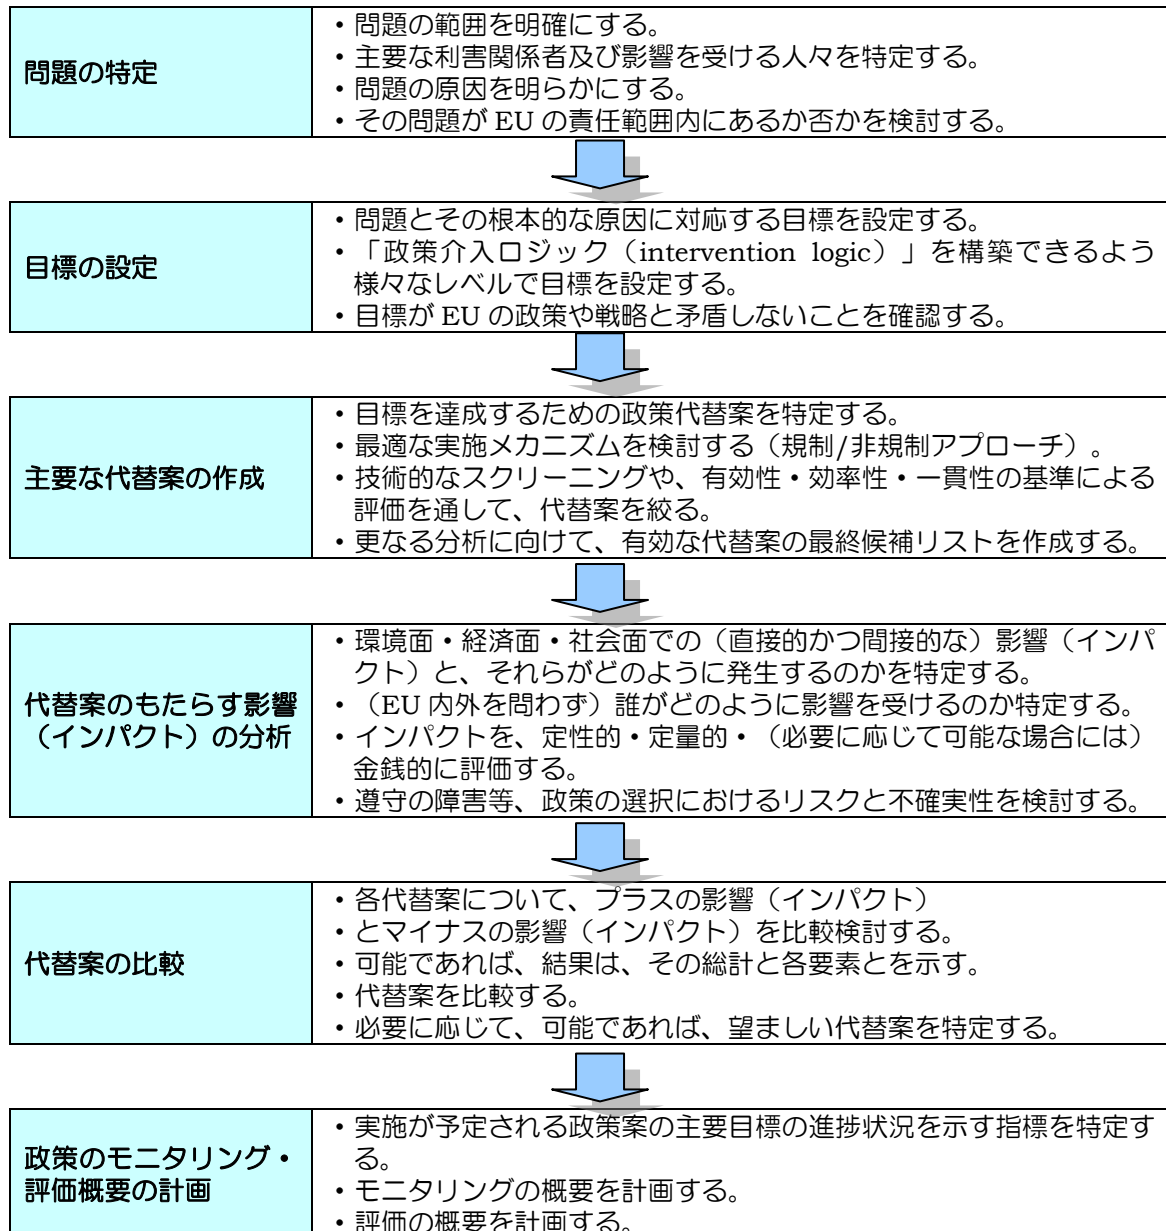 問題の特定
・問題の範囲を明確にする。
・主要な利害関係者及び影響を受ける人々を特定する。
・問題の原因を明らかにする。
・その問題が EU の責任範囲内にあるか否かを検討する。
目標の設定
・問題とその根本的な原因に対応する目標を設定する。
・「政策介入ロジック（intervention logic）」を構築できるよう
様々なレベルで目標を設定する。
・目標が EU の政策や戦略と矛盾しないことを確認する。
主要な代替案の作成
・目標を達成するための政策代替案を特定する。
・最適な実施メカニズムを検討する（規制/非規制アプローチ）。
・技術的なスクリーニングや、有効性・効率性・一貫性の基準による
評価を通して、代替案を絞る。
・更なる分析に向けて、有効な代替案の最終候補リストを作成する。
代替案のもたらす影響
（インパクト）の分析
・環境面・経済面・社会面での（直接的かつ間接的な）影響（インパ
クト）と、それらがどのように発生するのかを特定する。
・（EU 内外を問わず）誰がどのように影響を受けるのか特定する。
・インパクトを、定性的・定量的・（必要に応じて可能な場合には）
金銭的に評価する。
・遵守の障害等、政策の選択におけるリスクと不確実性を検討する。
代替案の比較
・各代替案について、プラスの影響（インパクト）
・とマイナスの影響（インパクト）を比較検討する。
・可能であれば、結果は、その総計と各要素とを示す。
・代替案を比較する。
・必要に応じて、可能であれば、望ましい代替案を特定する。
政策のモニタリング・
評価概要の計画
・実施が予定される政策案の主要目標の進捗状況を示す指標を特定す
る。
・モニタリングの概要を計画する。
・評価の概要を計画する。